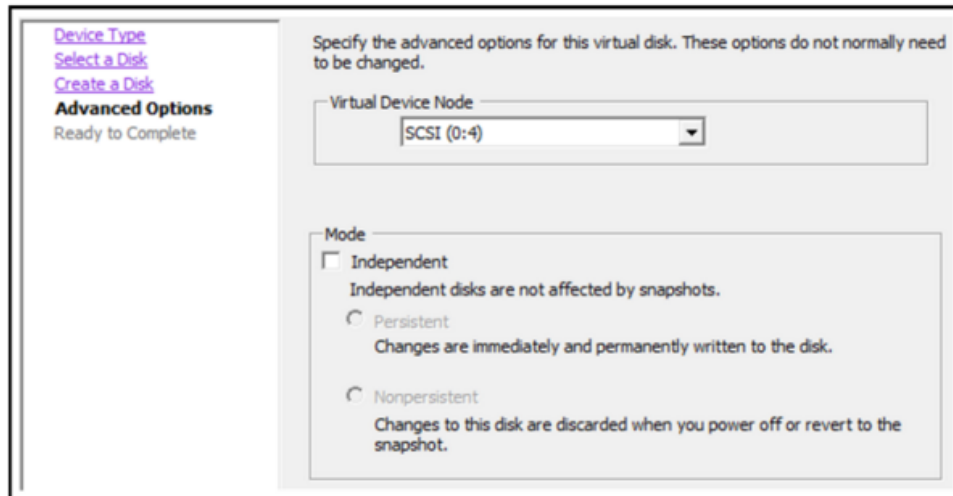 Device Type
Select a Disk
Create a Disk
Advanced Options
Ready to Complete
Specify the advanced options for this virtual disk. These options do not normally need
to be changed.
Virtual Device Node
SCSI (0:4)
Mode
Independent
Independent disks are not affected by snapshots.
Persistent
Changes are immediately and permanently written to the disk.
Nonpersistent
Changes to this disk are discarded when you power off or revert to the
snapshot.